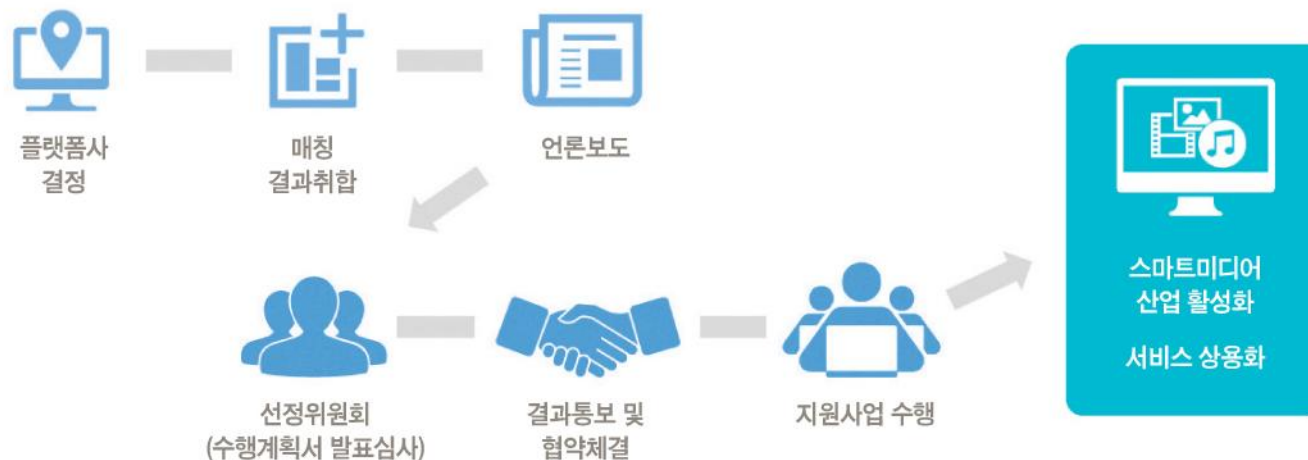 플랫폼사
결정
매칭
결과취합
언론보도
선정위원회
(수행계획서 발표심사)
결과통보 및
협약체결
지원사업 수행
스마트미디어
산업 활성화
서비스 상용화